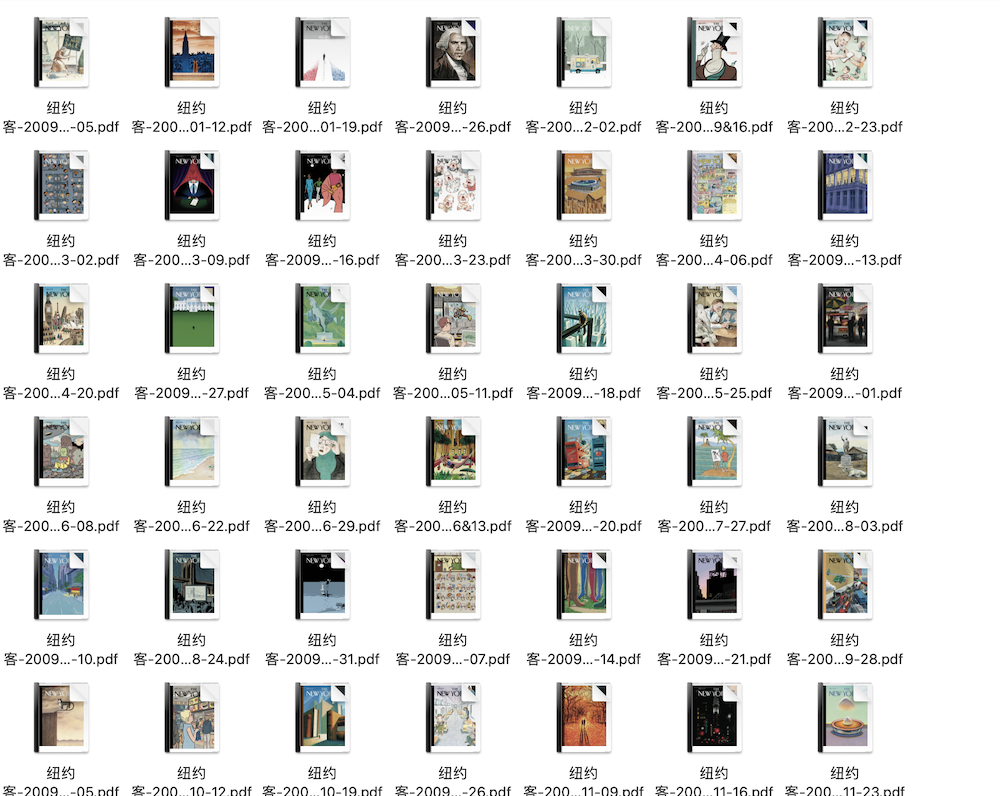 纽约 纽约 纽约 纽约 纽约 纽约 纽约
客-2009...-05.pdf 客-200...01-12.pdf 客-200...01-19.pdf 客-2009...-26.pdf 客-200...2-02.pdf 客-200...9&16.pdf 客-200...2-23.pdf
纽约 纽约 纽约 纽约 纽约 纽约 纽约
客-200...3-02.pdf 客-200...3-09.pdf 客-2009...-16.pdf 客-200...3-23.pdf 客-200...3-30.pdf 客-200...4-06.pdf 客-2009...-13.pdf
纽约 纽约 纽约 纽约 纽约 纽约 纽约
客-200...4-20.pdf 客-2009...-27.pdf 客-200...5-04.pdf 客-200...05-11.pdf 客-2009...-18.pdf 客-200...5-25.pdf 客-2009...-01.pdf
纽约 纽约 纽约 纽约 纽约 纽约 纽约
客-200...6-08.pdf 客-200...6-22.pdf 客-200...6-29.pdf 客-200...6&13.pdf 客-2009...-20.pdf 客-200...7-27.pdf 客-200...8-03.pdf
纽约 纽约 纽约 纽约 纽约 纽约 纽约
客-2009...-10.pdf 客-200...8-24.pdf 客-2009...-31.pdf 客-2009...-07.pdf 客-2009...-14.pdf 客-2009...-21.pdf 客-200...9-28.pdf
纽约 纽约 纽约 纽约 纽约 纽约 纽约
客-2009...-05.pdf 客-200...10-12.pdf 客-200...10-19.pdf 客-2009...-26.pdf 客-200...11-09.pdf 客-200...11-16.pdf 客-200...11-23.pdf